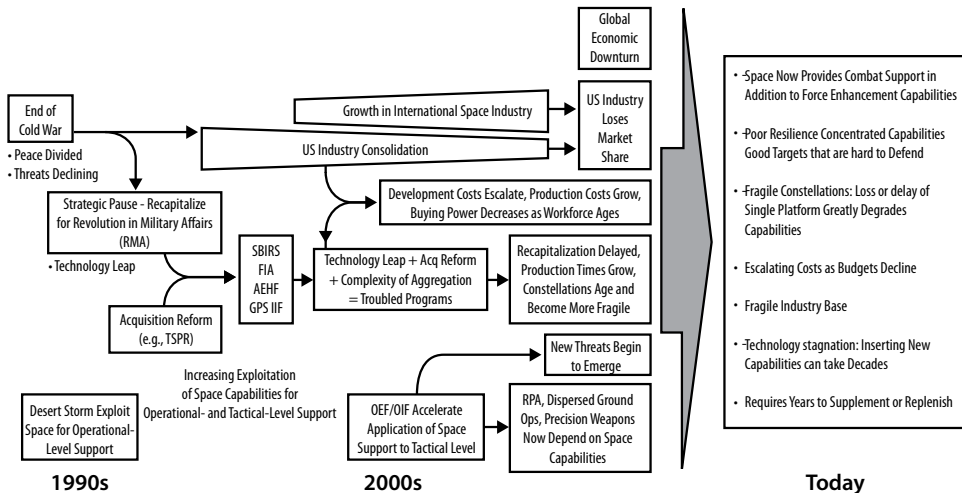 Global
Economic
Downturn
End of
Cold War
• Peace Divided
• Threats Declining
Growth in International Space Industry
US Industry Consolidation
US Industry
Loses
Market
Share
Strategic Pause - Recapitalize
for Revolution in Military Affairs
(RMA)
• Technology Leap
Development Costs Escalate, Production Costs Grow,
Buying Power Decreases as Workforce Ages
Acquisition Reform
(e.g., TSPR)
SBIRS
FIA
AEHF
GPS IIF
Technology Leap + Acq Reform
+ Complexity of Aggregation
= Troubled Programs
Recapitalization Delayed,
Production Times Grow,
Constellations Age and
Become More Fragile
Increasing Exploitation
of Space Capabilities for
Operational- and Tactical-Level Support
New Threats Begin
to Emerge
Desert Storm Exploit
Space for Operational-
Level Support
OEF/OIF Accelerate
Application of Space
Support to Tactical Level
RPA, Dispersed Ground
Ops, Precision Weapons
Now Depend on Space
Capabilities
• -Space Now Provides Combat Support in
Addition to Force Enhancement Capabilities
• -Poor Resilience Concentrated Capabilities
Good Targets that are hard to Defend
• -Fragile Constellations: Loss or delay of
Single Platform Greatly Degrades
Capabilities
• Escalating Costs as Budgets Decline
• Fragile Industry Base
• -Technology stagnation: Inserting New
Capabilities can take Decades
• Requires Years to Supplement or Replenish
1990s
2000s
Today